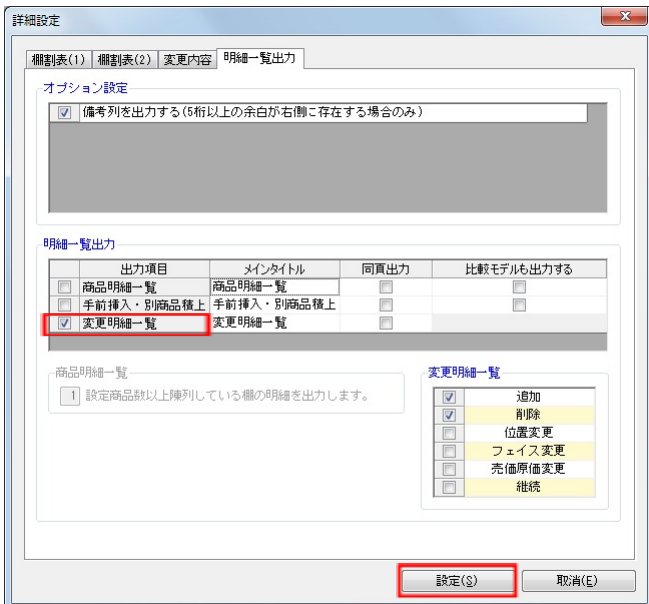 詳細設定
棚割表(1) 棚割表(2) 変更内容 明細一覧出力
オプション設定
備考列を出力する(5桁以上の余白が右側に存在する場合のみ)
明細一覧出力
出力項目 メインタイトル 同頁出力 比較モデルも出力する
商品明細一覧 商品明細一覧
手前挿入・別商品積上 手前挿入・別商品積上
変更明細一覧 変更明細一覧
商品明細一覧
1 設定商品数以上陳列している棚の明細を出力します。
変更明細一覧
追加
削除
位置変更
フェイス変更
売価原価変更
継続
設定(S) 取消(E)